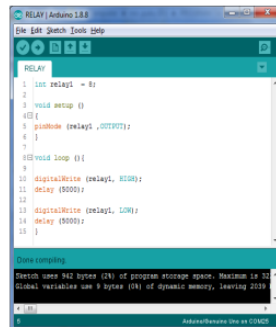 RELAY | Arduino 1.8.8
File Edit Sketch Tools Help
RELAY
1 int relay1 = 8;
2
3 void setup ()
4 {
5 pinMode (relay1 ,OUTPUT);
6 }
7
8 void loop (){
9
10 digitalWrite (relay1, HIGH);
11 delay (5000);
12
13 digitalWrite (relay1, LOW);
14 delay (5000);
15 }
Done compiling.
Sketch uses 942 bytes (2%) of program storage space. Maximum is 32
Global variables use 9 bytes (0%) of dynamic memory, leaving 2039
6 Arduino/Genuino Uno on COM25